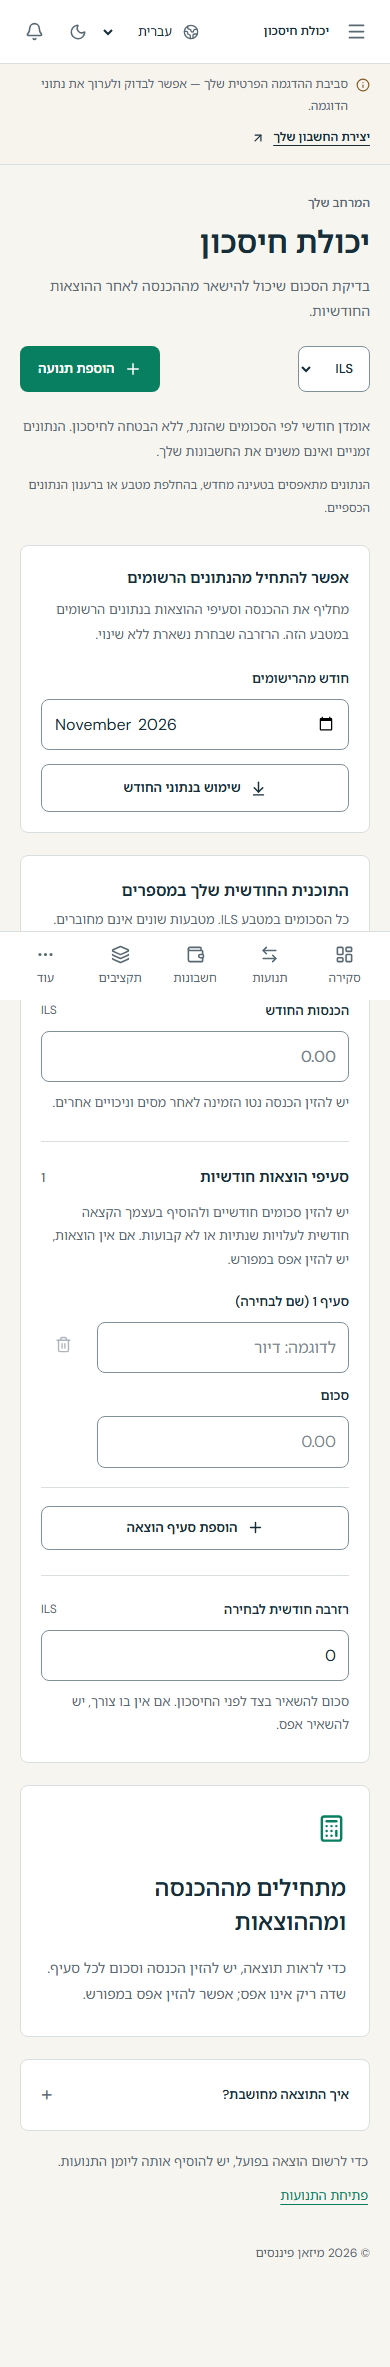 יכולת חיסכון
עברית
סביבת ההדגמה הפרטית שלך — אפשר לבדוק ולערוך את נתוני
הדוגמה.
יצירת החשבון שלך
המרחב שלך
יכולת חיסכון
בדיקת הסכום שיכול להישאר מההכנסה לאחר ההוצאות
החודשיות.
ILS
הוספת תנועה
אומדן חודשי לפי הסכומים שהזנת, ללא הבטחה לחיסכון. הנתונים
זמניים ואינם משנים את החשבונות שלך.
הנתונים מתאפסים בטעינה מחדש, בהחלפת מטבע או ברענון הנתונים
הכספיים.
אפשר להתחיל מהנתונים הרשומים
מחליף את ההכנסה וסעיפי ההוצאות בנתונים הרשומים
במטבע הזה. הרזרבה שבחרת נשארת ללא שינוי.
חודש מהרישומים
November 2026
שימוש בנתוני החודש
התוכנית החודשית שלך במספרים
כל הסכומים במטבע ILS. מטבעות שונים אינם מחוברים.
סקירה
תנועות
חשבונות
תקציבים
עוד
הכנסות החודש
ILS
0.00
יש להזין הכנסה נטו הזמינה לאחר מסים וניכויים אחרים.
סעיפי הוצאות חודשיות
1
יש להזין סכומים חודשיים ולהוסיף בעצמך הקצאה
חודשית לעלויות שנתיות או לא קבועות. אם אין הוצאות,
יש להזין אפס במפורש.
סעיף 1 (שם לבחירה)
לדוגמה: דיור
סכום
0.00
הוספת סעיף הוצאה
רזרבה חודשית לבחירה
ILS
0
סכום להשאיר בצד לפני החיסכון. אם אין בו צורך, יש
להשאיר אפס.
מתחילים מההכנסה
ומההוצאות
כדי לראות תוצאה, יש להזין הכנסה וסכום לכל סעיף.
שדה ריק אינו אפס; אפשר להזין אפס במפורש.
איך התוצאה מחושבת?
כדי לרשום הוצאה בפועל, יש להוסיף אותה ליומן התנועות.
פתיחת התנועות
© 2026 מיזאן פיננסים